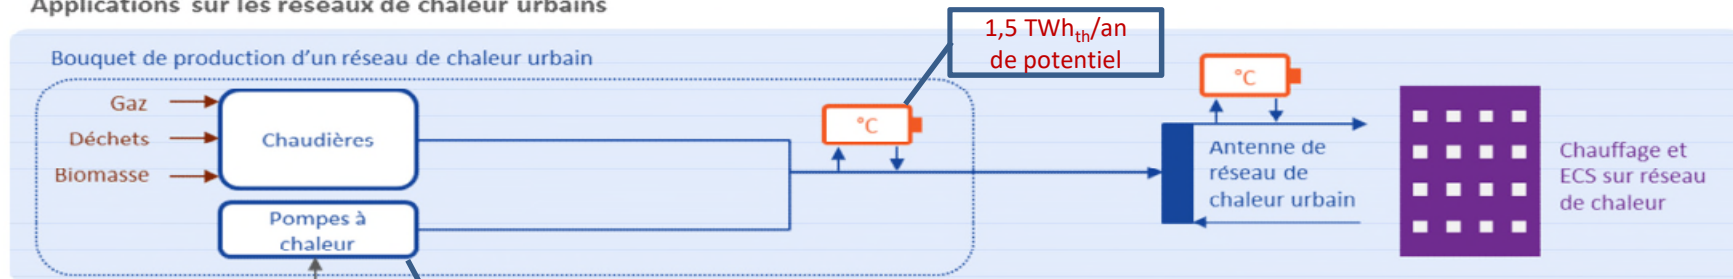 Applications sur les réseaux de chaleur urbains
1,5 TWhth/an
de potentiel
Bouquet de production d'un réseau de chaleur urbain
Gaz
Déchets
Biomasse
Chaudières
Pompes à
chaleur
°C
°C
Antenne de
réseau de
chaleur urbain
Chauffage et
ECS sur réseau
de chaleur